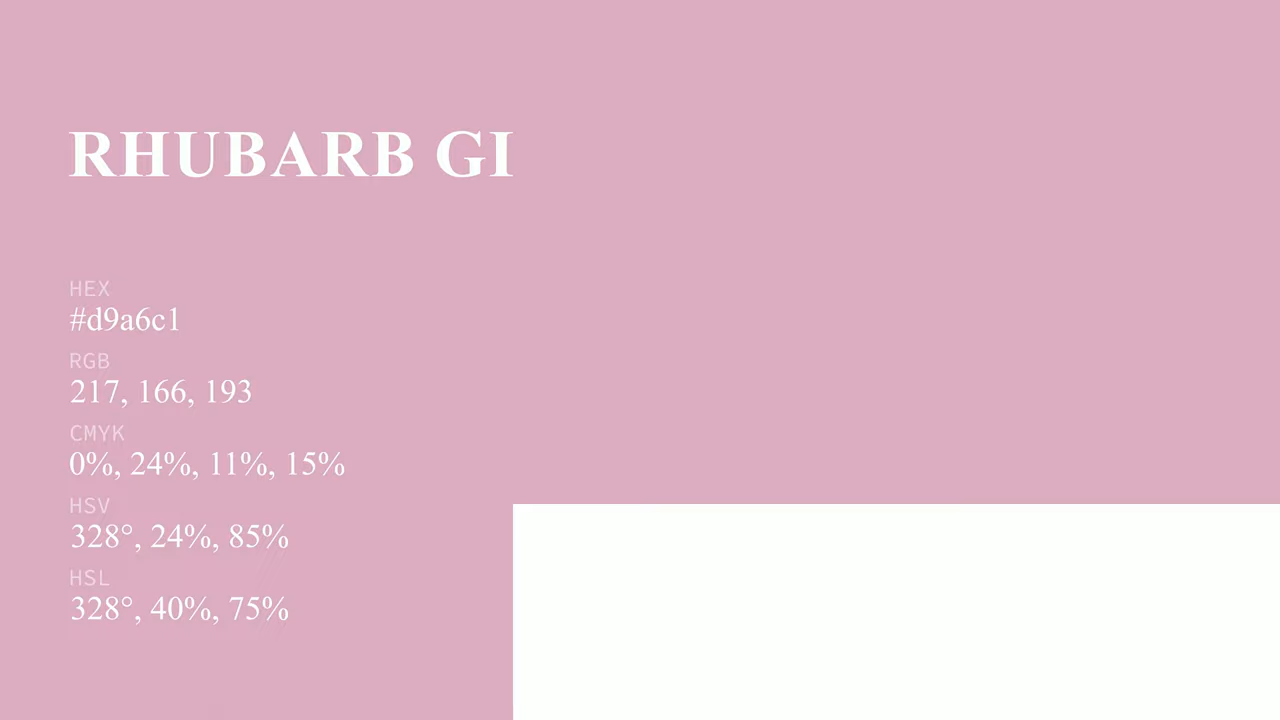 RHUBARB GI
HEX
#d9a6c1
RGB
217, 166, 193
CMYK
0%, 24%, 11%, 15%
HSV
328°, 24%, 85%
HSL
328°, 40%, 75%